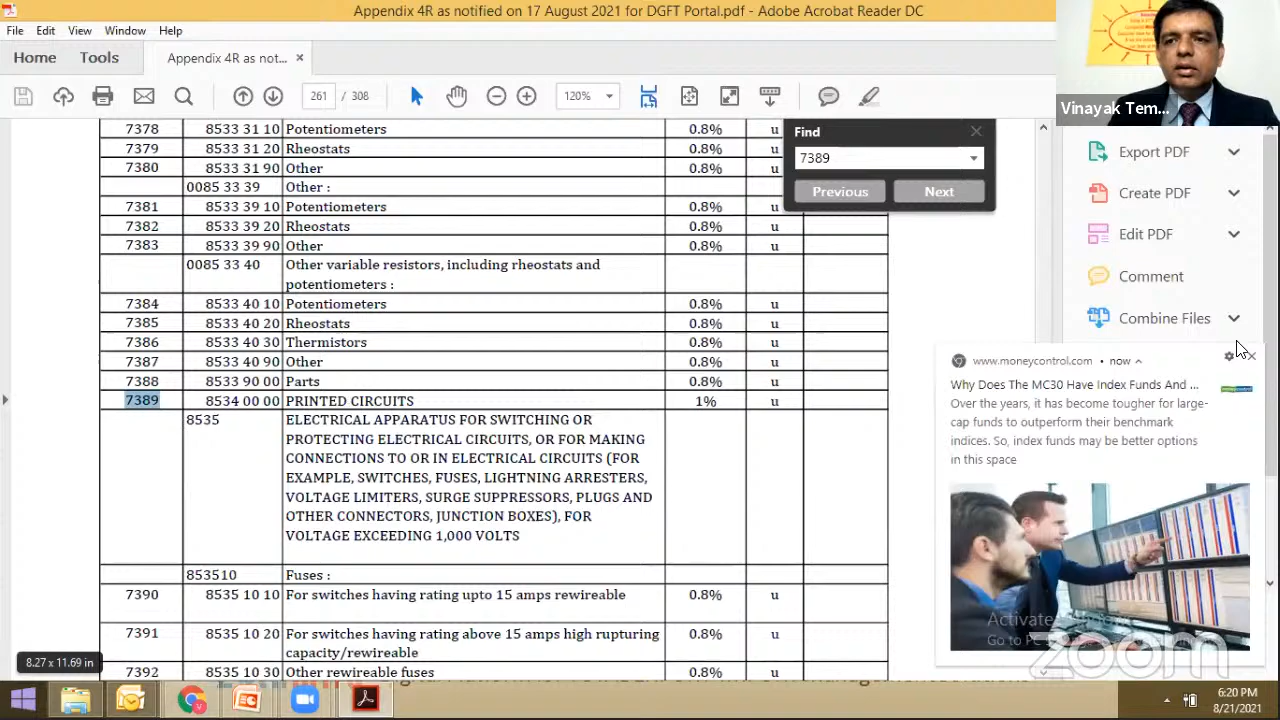 Appendix 4R as notified on 17 August 2021 for DGFT Portal.pdf - Adobe Acrobat Reader DC
File Edit View Window Help
Home Tools Appendix 4R as not... ×
261 / 308 120%
Vinayak Tem...
7378 8533 31 10 Potentiometers 0.8% u
7379 8533 31 20 Rheostats 0.8%
7380 8533 31 90 Other 0.8%
0085 33 39 Other :
7381 8533 39 10 Potentiometers 0.8%
7382 8533 39 20 Rheostats 0.8% u
7383 8533 39 90 Other 0.8% u
0085 33 40 Other variable resistors, including rheostats and
potentiometers :
7384 8533 40 10 Potentiometers 0.8% u
7385 8533 40 20 Rheostats 0.8% u
7386 8533 40 30 Thermistors 0.8% u
7387 8533 40 90 Other 0.8% u
7388 8533 90 00 Parts 0.8% u
7389 8534 00 00 PRINTED CIRCUITS 1% u
8535 ELECTRICAL APPARATUS FOR SWITCHING OR
PROTECTING ELECTRICAL CIRCUITS, OR FOR MAKING
CONNECTIONS TO OR IN ELECTRICAL CIRCUITS (FOR
EXAMPLE, SWITCHES, FUSES, LIGHTNING ARRESTERS,
VOLTAGE LIMITERS, SURGE SUPPRESSORS, PLUGS AND
OTHER CONNECTORS, JUNCTION BOXES), FOR
VOLTAGE EXCEEDING 1,000 VOLTS
853510 Fuses :
7390 8535 10 10 For switches having rating upto 15 amps rewireable 0.8% u
7391 8535 10 20 For switches having rating above 15 amps high rupturing 0.8% u
capacity/rewireable
7392 8535 10 30 Other rewireable fuses 0.8% u
Find
7389
Previous Next
Export PDF
Create PDF
Edit PDF
Comment
Combine Files
www.moneycontrol.com • now
Why Does The MC30 Have Index Funds And ...
Over the years, it has become tougher for large-
cap funds to outperform their benchmark
indices. So, index funds may be better options
in this space
zoom
8.27 x 11.69 in
6:20 PM
8/21/2021